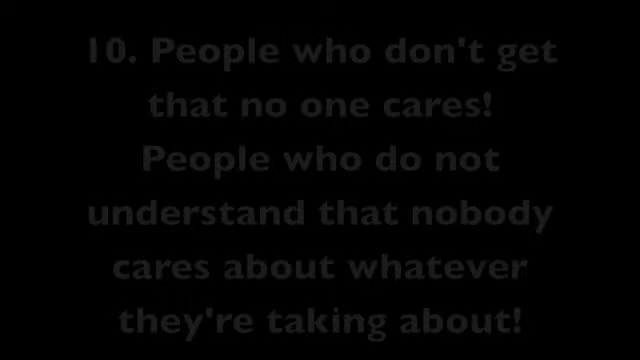 10. People who don't get
that no one cares!
People who do not
understand that nobody
cares about whatever
they're taking about!